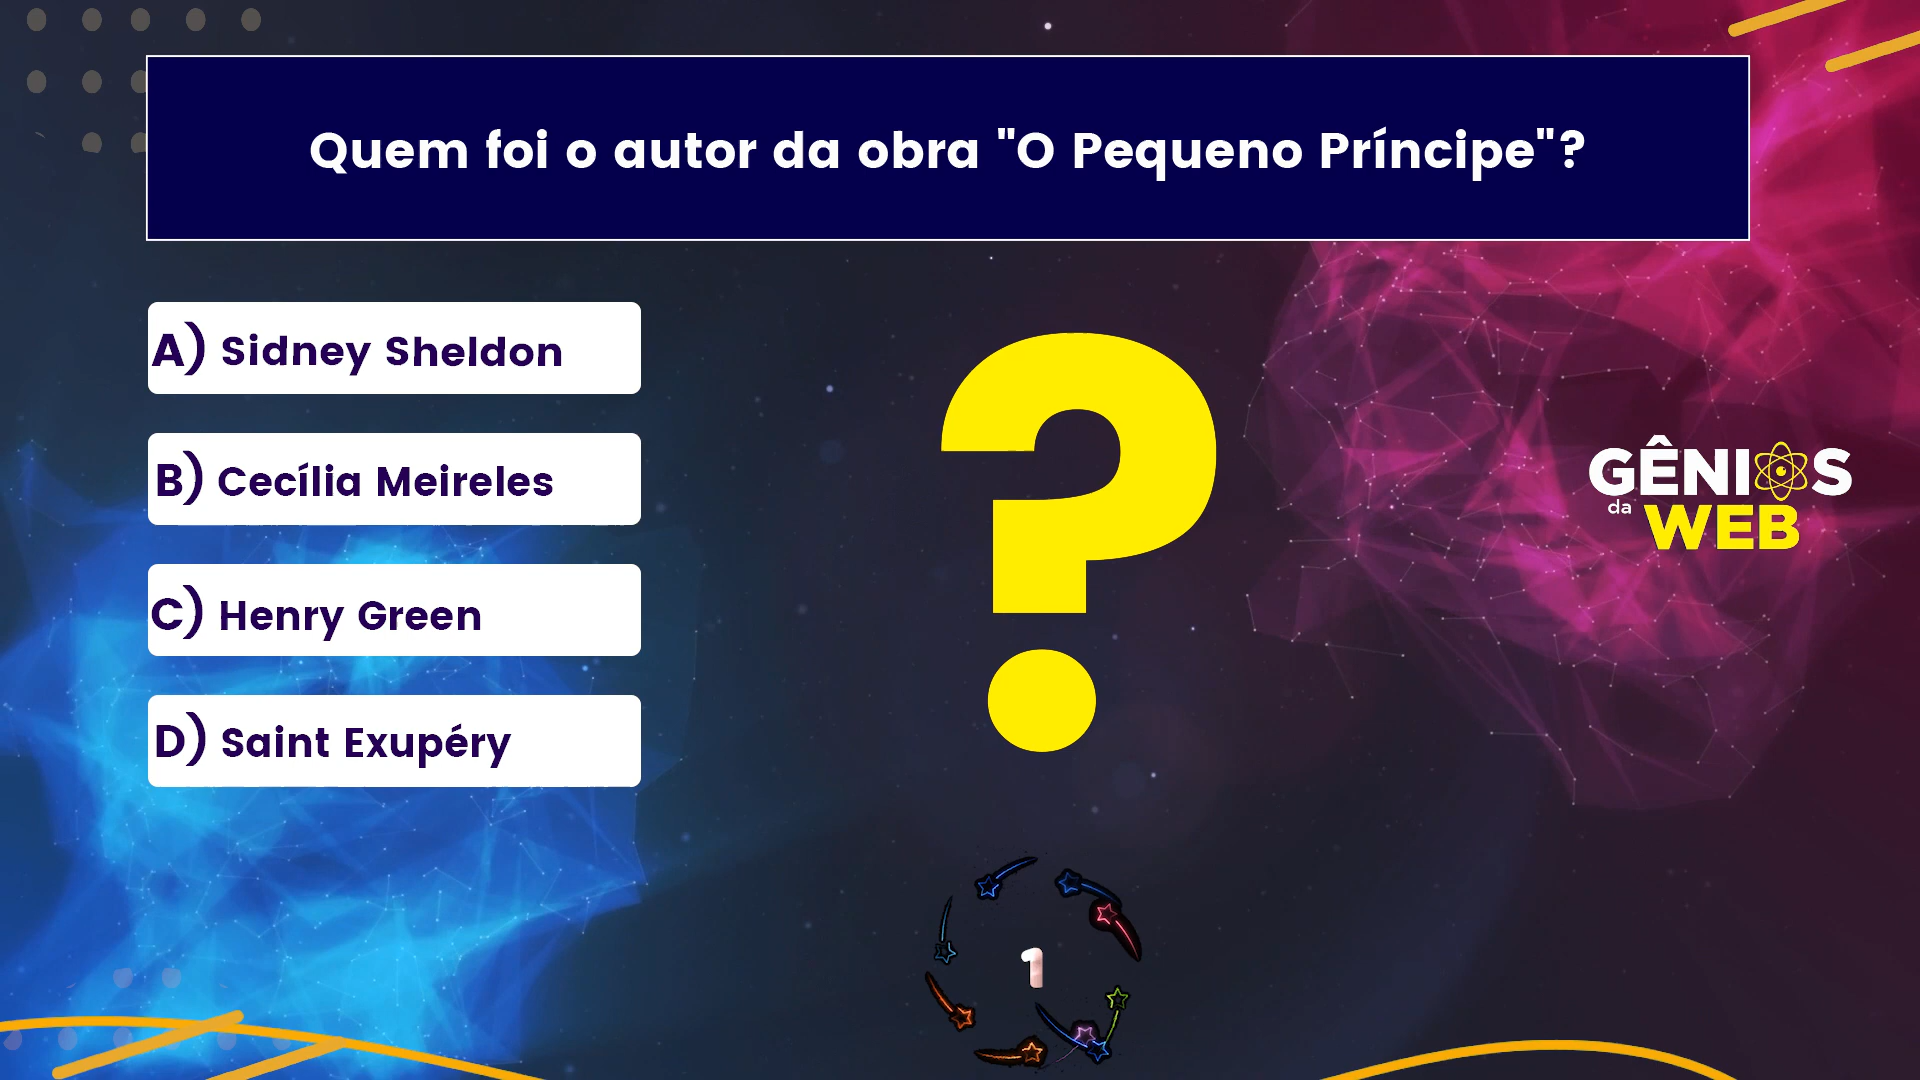 Quem foi o autor da obra "O Pequeno Príncipe"?
A) Sidney Sheldon
B) Cecília Meireles
C) Henry Green
D) Saint Exupéry
?
GÊNIOS
da WEB
1